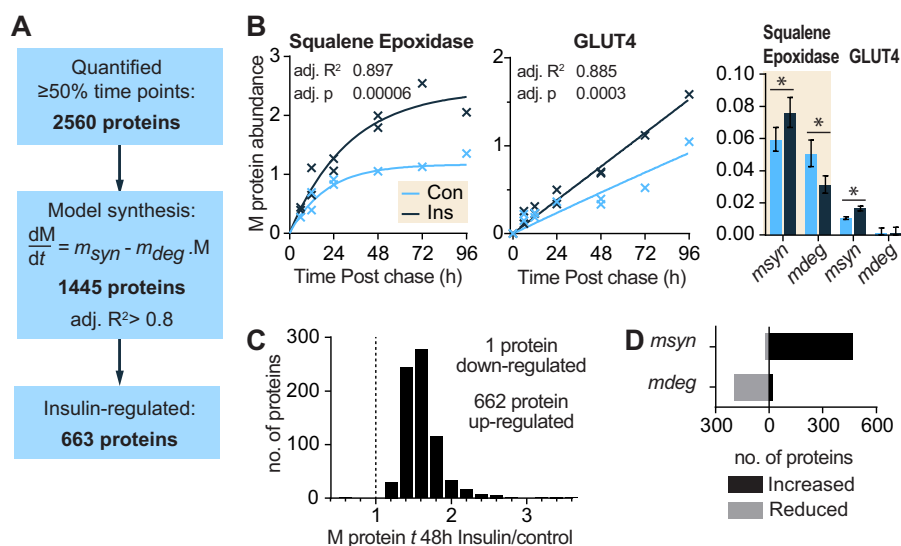 A
Quantified
≥50% time points:
2560 proteins
Model synthesis:
dM
dt
= msyn - mdeg .M
1445 proteins
adj. R²> 0.8
Insulin-regulated:
663 proteins
B
Squalene Epoxidase
adj. R² 0.897
adj. p 0.00006
M protein abundance
3
2
1
0
Con
Ins
0 24 48 72 96
Time Post chase (h)
GLUT4
adj. R² 0.885
adj. p 0.0003
2
1
0
0 24 48 72 96
Time Post chase (h)
Squalene
Epoxidase GLUT4
0.10
0.08
0.06
0.04
0.02
0.00
* * *
msyn mdeg msyn mdeg
C
no. of proteins
300
200
100
0
1 protein
down-regulated
662 protein
up-regulated
1 2 3
M protein t 48h Insulin/control
D
msyn
mdeg
300 0 300 600
no. of proteins
Increased
Reduced